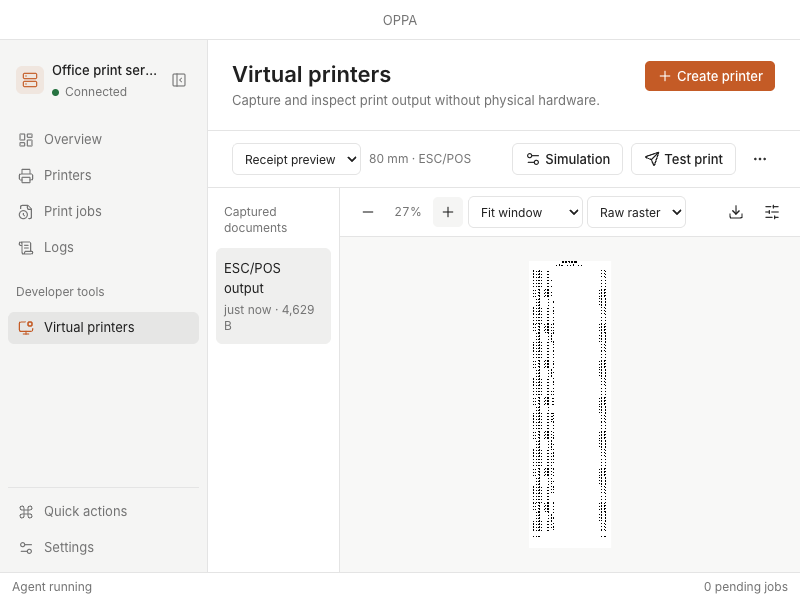 OPPA
Office print ser...
Connected
Overview
Printers
Print jobs
Logs
Developer tools
Virtual printers
Quick actions
Settings
Virtual printers
Capture and inspect print output without physical hardware.
Create printer
Receipt preview
80 mm · ESC/POS
Simulation
Test print
Captured
documents
ESC/POS
output
just now · 4,629
B
27%
Fit window
Raw raster
Agent running
0 pending jobs